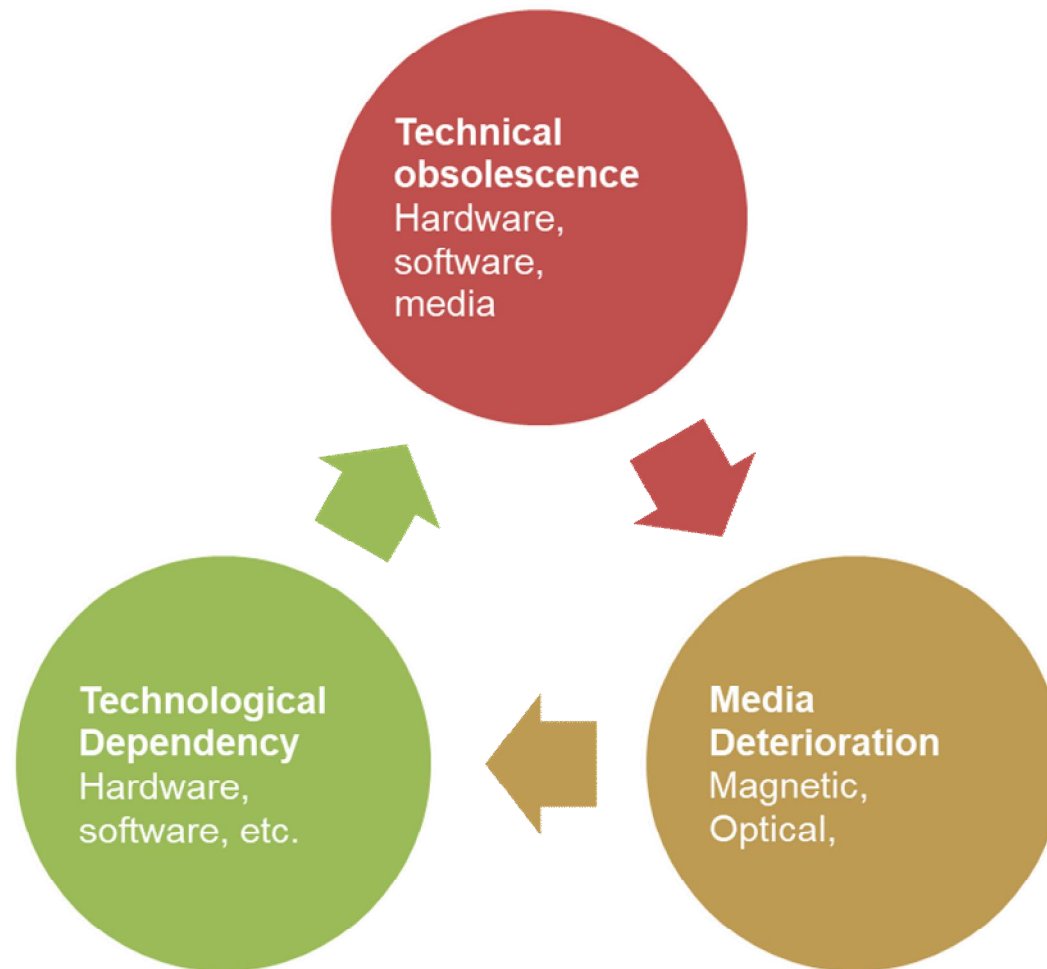 Technical
obsolescence
Hardware,
software,
media
Technological
Dependency
Hardware,
software, etc.
Media
Deterioration
Magnetic,
Optical,